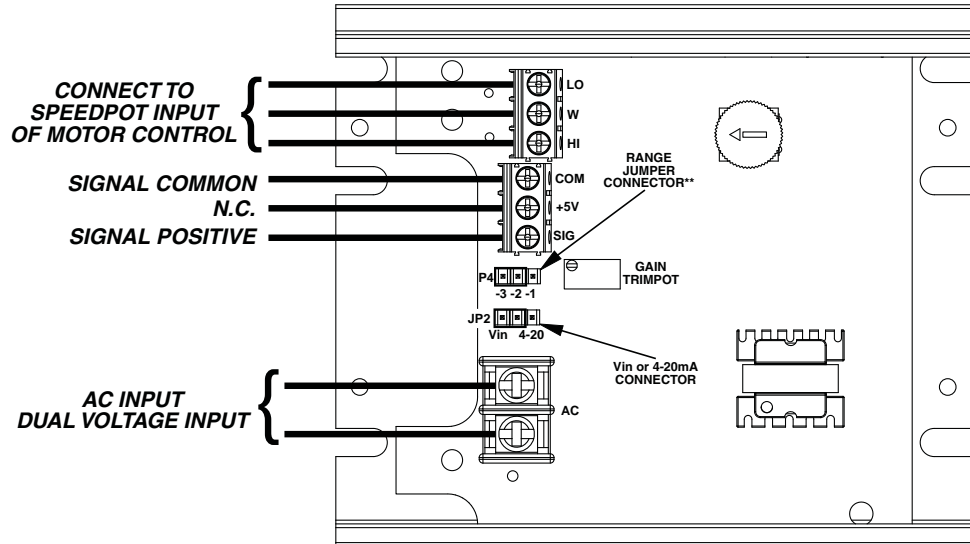 CONNECT TO
SPEEDPOT INPUT
OF MOTOR CONTROL
LO
W
HI
SIGNAL COMMON
N.C.
SIGNAL POSITIVE
COM
+5V
SIG
RANGE
JUMPER
CONNECTOR**
P4
-3 -2 -1
GAIN
TRIMPOT
JP2
Vin 4-20
Vin or 4-20mA
CONNECTOR
AC INPUT
DUAL VOLTAGE INPUT
AC